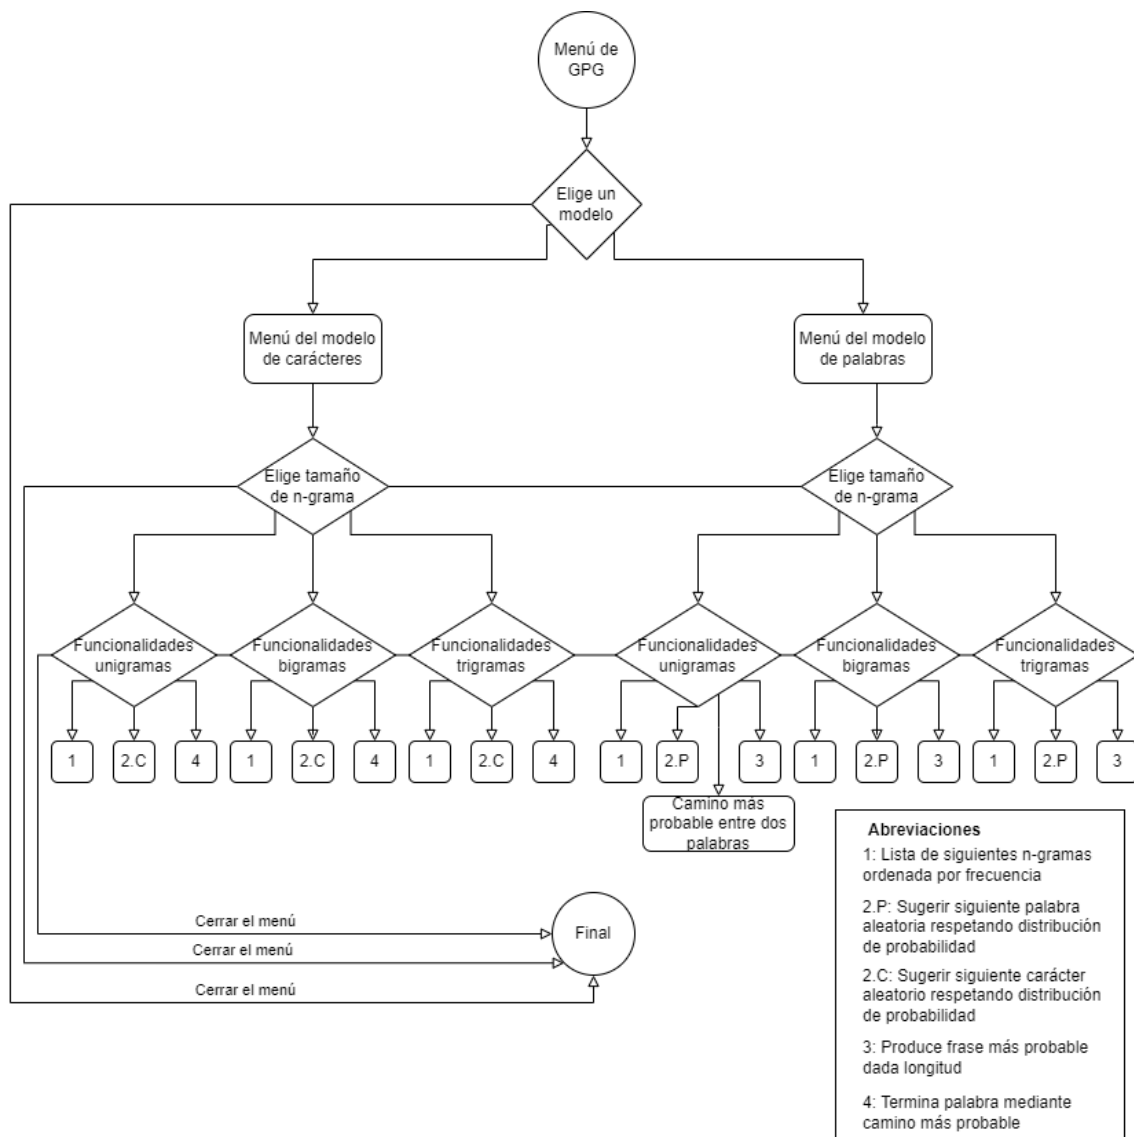 Menú de
GPG
Elige un
modelo
Menú del modelo
de carácteres
Menú del modelo
de palabras
Elige tamaño
de n-grama
Elige tamaño
de n-grama
Funcionalidades
unigramas
Funcionalidades
bigramas
Funcionalidades
trigramas
Funcionalidades
unigramas
Funcionalidades
bigramas
Funcionalidades
trigramas
1
2.C
4
1
2.C
4
1
2.C
4
1
2.P
3
1
2.P
3
1
2.P
3
Camino más
probable entre dos
palabras
Cerrar el menú
Cerrar el menú
Cerrar el menú
Final
Abreviaciones
1: Lista de siguientes n-gramas
ordenada por frecuencia
2.P: Sugerir siguiente palabra
aleatoria respetando distribución
de probabilidad
2.C: Sugerir siguiente carácter
aleatorio respetando distribución
de probabilidad
3: Produce frase más probable
dada longitud
4: Termina palabra mediante
camino más probable